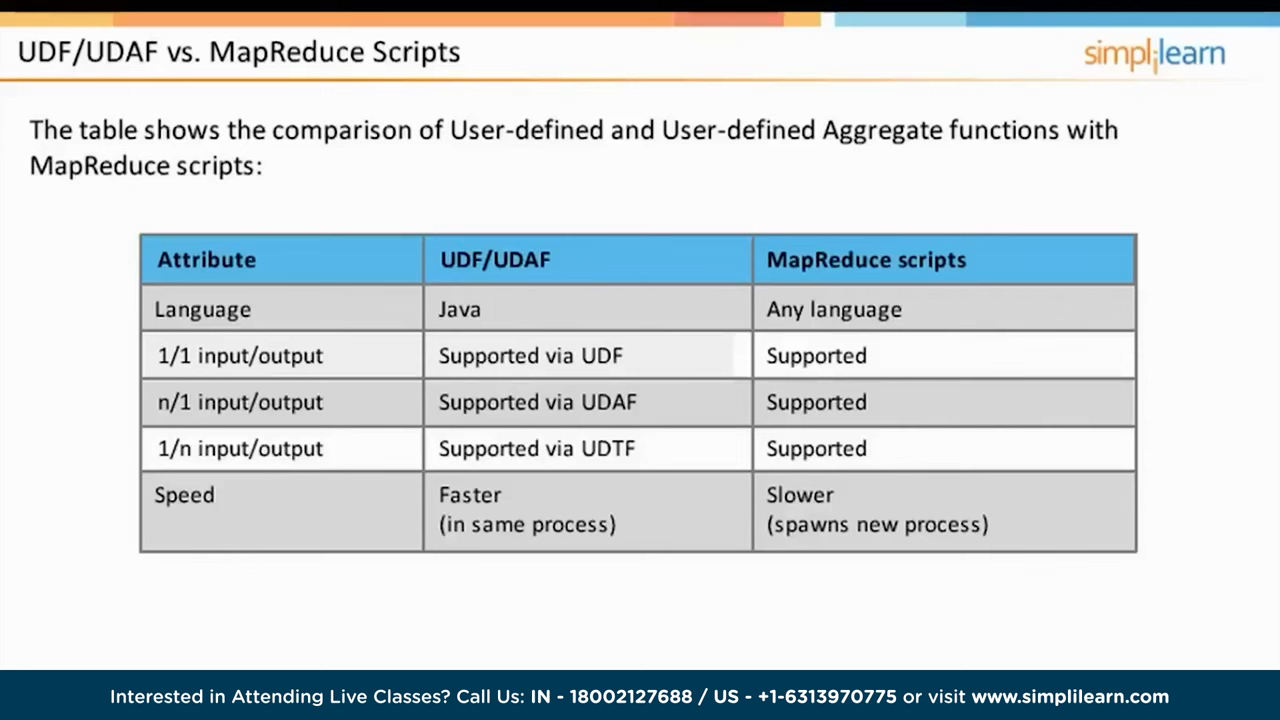 UDF/UDAF vs. MapReduce Scripts
simplilearn
The table shows the comparison of User-defined and User-defined Aggregate functions with
MapReduce scripts:
Attribute UDF/UDAF MapReduce scripts
Language Java Any language
1/1 input/output Supported via UDF Supported
n/1 input/output Supported via UDAF Supported
1/n input/output Supported via UDTF Supported
Speed Faster Slower
(in same process) (spawns new process)
Interested in Attending Live Classes? Call Us: IN - 18002127688 / US - +1-6313970775 or visit www.simplilearn.com